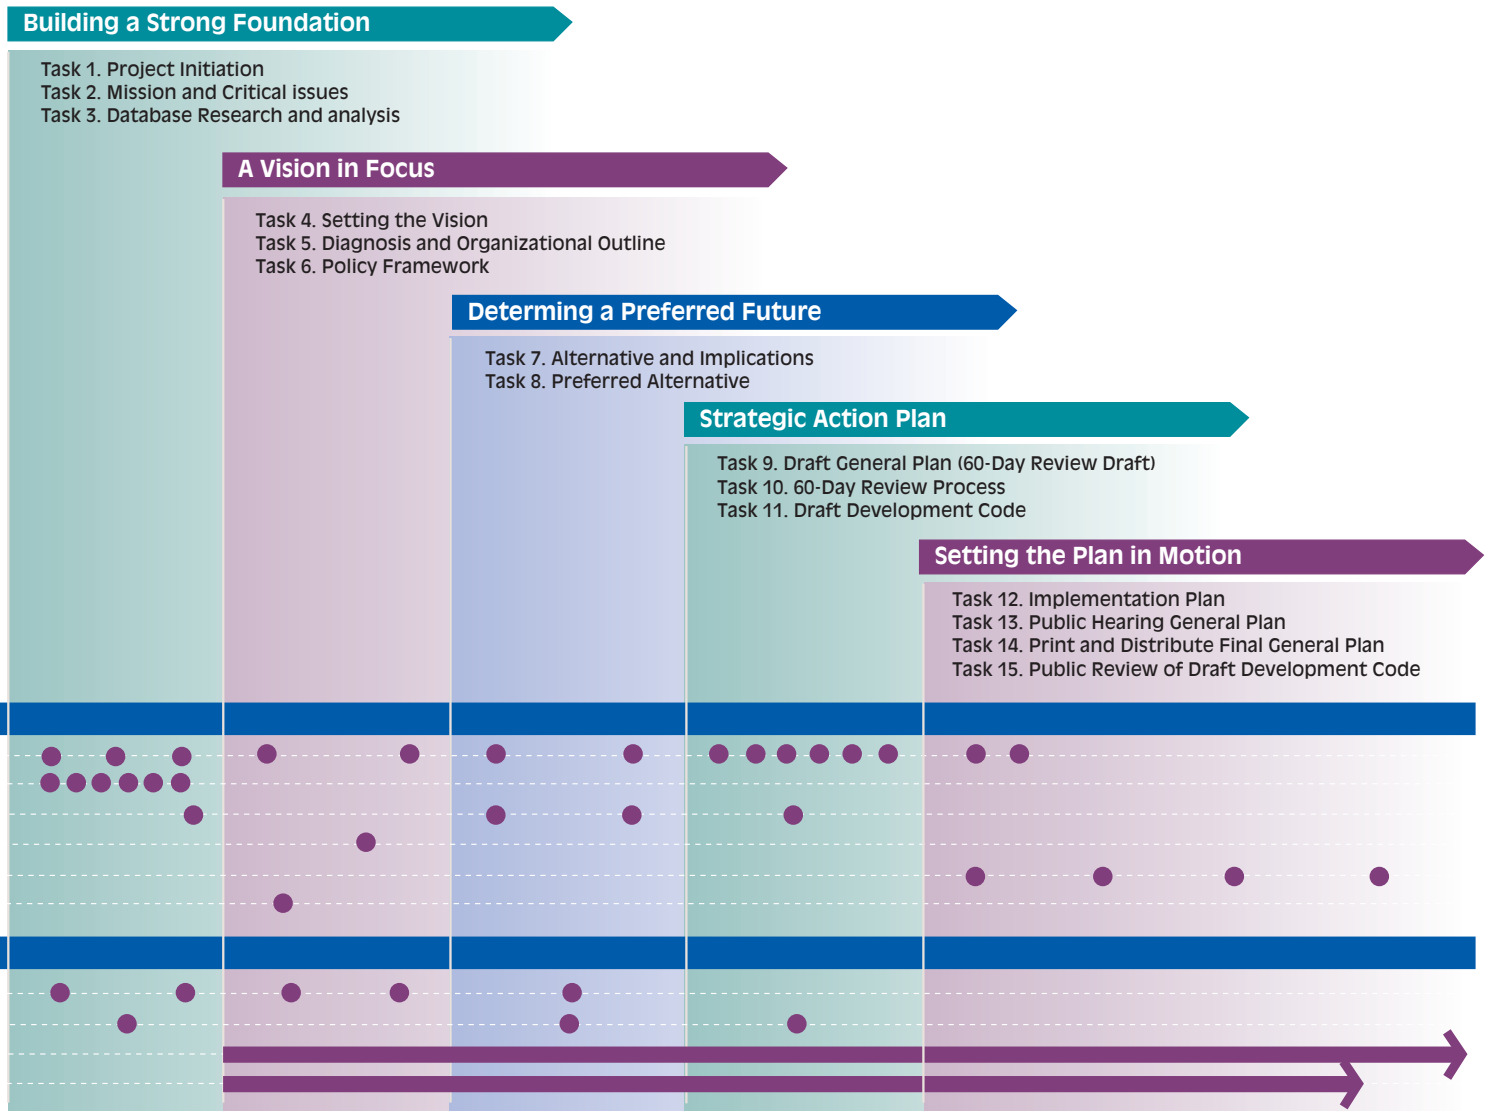 Building a Strong Foundation
Task 1. Project Initiation
Task 2. Mission and Critical issues
Task 3. Database Research and analysis
A Vision in Focus
Task 4. Setting the Vision
Task 5. Diagnosis and Organizational Outline
Task 6. Policy Framework
Determing a Preferred Future
Task 7. Alternative and Implications
Task 8. Preferred Alternative
Strategic Action Plan
Task 9. Draft General Plan (60-Day Review Draft)
Task 10. 60-Day Review Process
Task 11. Draft Development Code
Setting the Plan in Motion
Task 12. Implementation Plan
Task 13. Public Hearing General Plan
Task 14. Print and Distribute Final General Plan
Task 15. Public Review of Draft Development Code